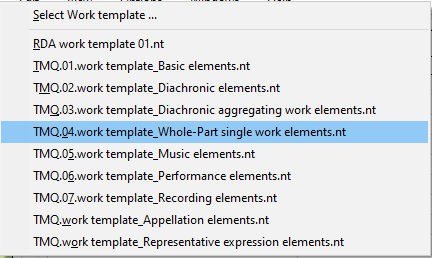 Select Work template ...
RDA work template 01.nt
TMQ.01.work template_Basic elements.nt
TMQ.02.work template_Diachronic elements.nt
TMQ.03.work template_Diachronic aggregating work elements.nt
TMQ.04.work template_Whole-Part single work elements.nt
TMQ.05.work template_Music elements.nt
TMQ.06.work template_Performance elements.nt
TMQ.07.work template_Recording elements.nt
TMQ.work template_Appellation elements.nt
TMQ.work template_Representative expression elements.nt